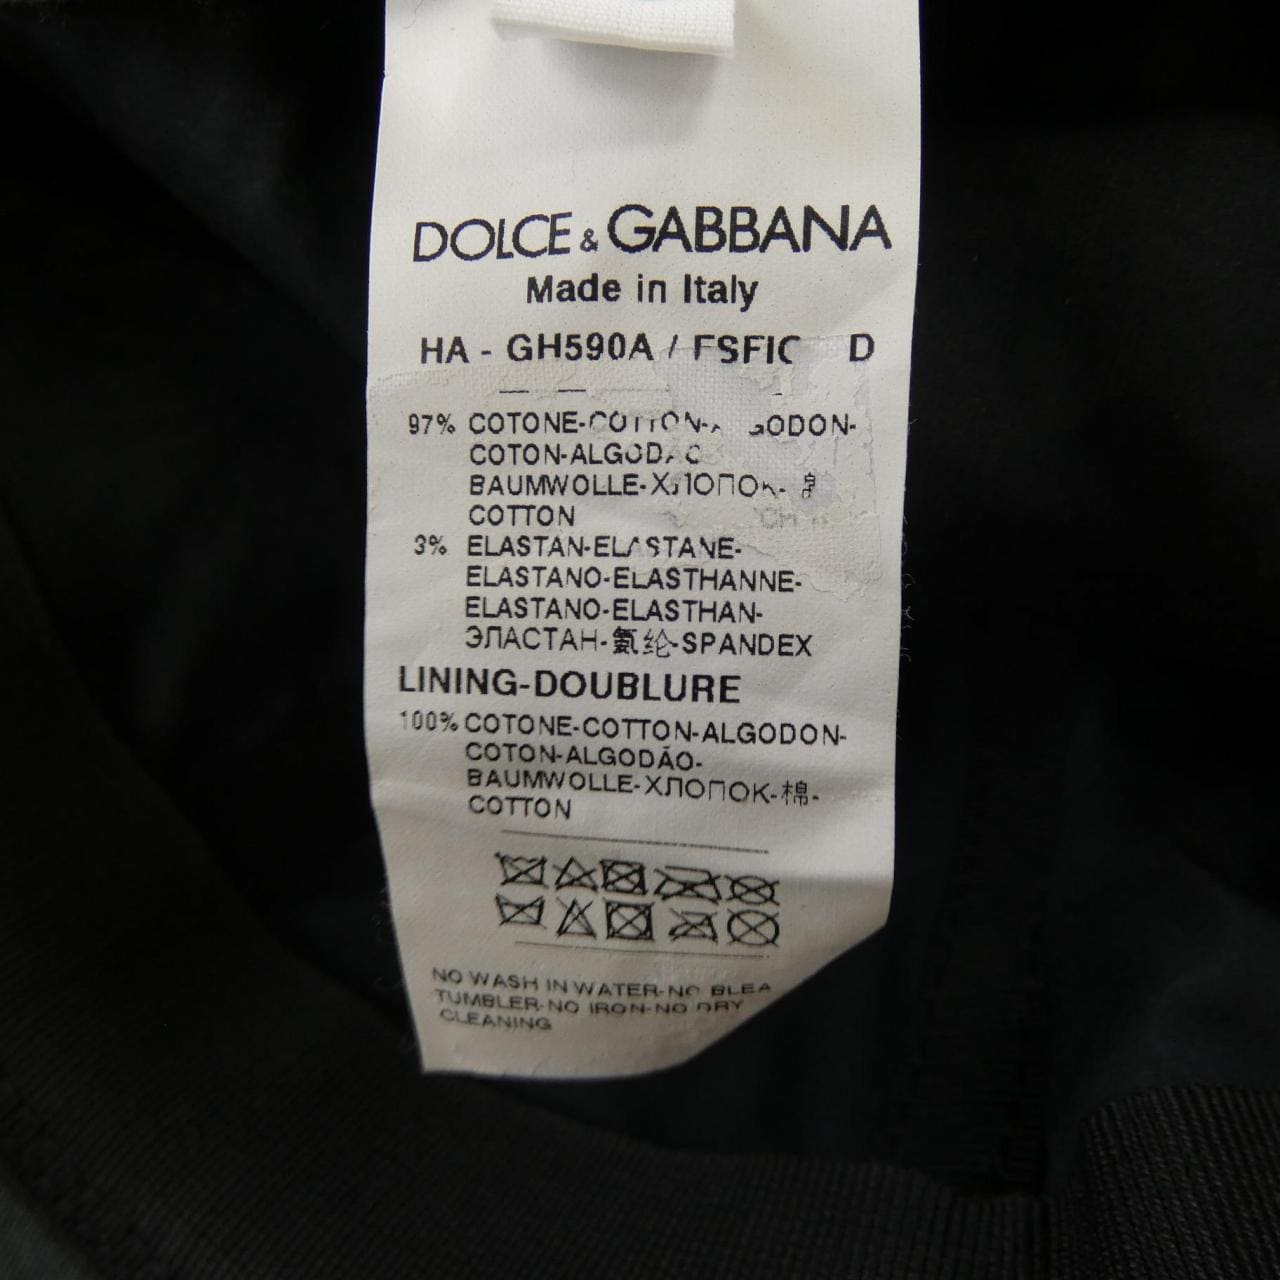 DOLCE & GABBANA
Made in Italy
HA - GH590A /
97% COTONE-COTTON-
COTON-
BAUMWOLLE-ХЛОПОК-
COTTON
3% ELASTAN-ELASTANE-
ELASTANO-ELASTHANNE-
ELASTANO-ELASTHAN-
ЭЛАСТАН-氨纶-SPANDEX
LINING-DOUBLURE
100% COTONE-COTTON-ALGODON-
COTON-ALGODÃO-
BAUMWOLLE-ХЛОПОК-棉-
COTTON
NO WASH IN WATER-NO BLEA
TUMBLER-NO IRON-NO DRY
CLEANING